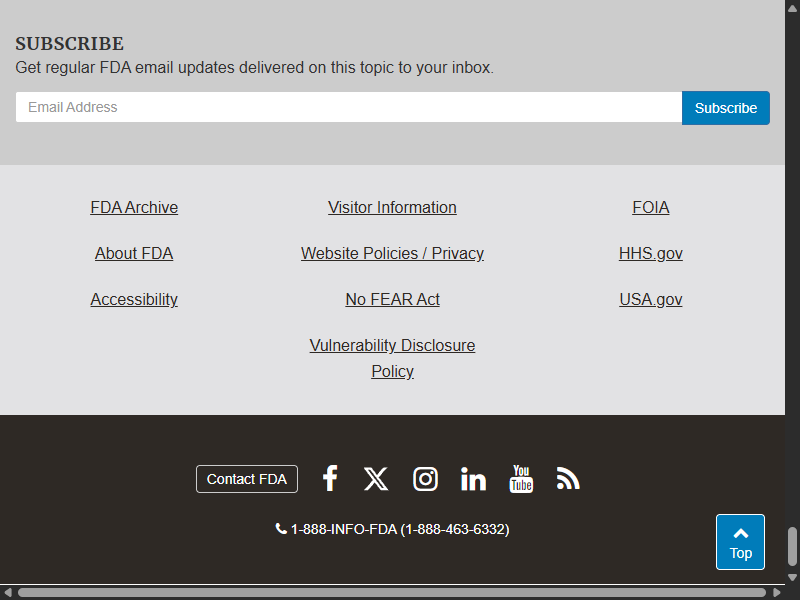 SUBSCRIBE
Get regular FDA email updates delivered on this topic to your inbox.
Email Address
Subscribe
FDA Archive
Visitor Information
FOIA
About FDA
Website Policies / Privacy
HHS.gov
Accessibility
No FEAR Act
USA.gov
Vulnerability Disclosure
Policy
Contact FDA
You
Tube
1-888-INFO-FDA (1-888-463-6332)
Top